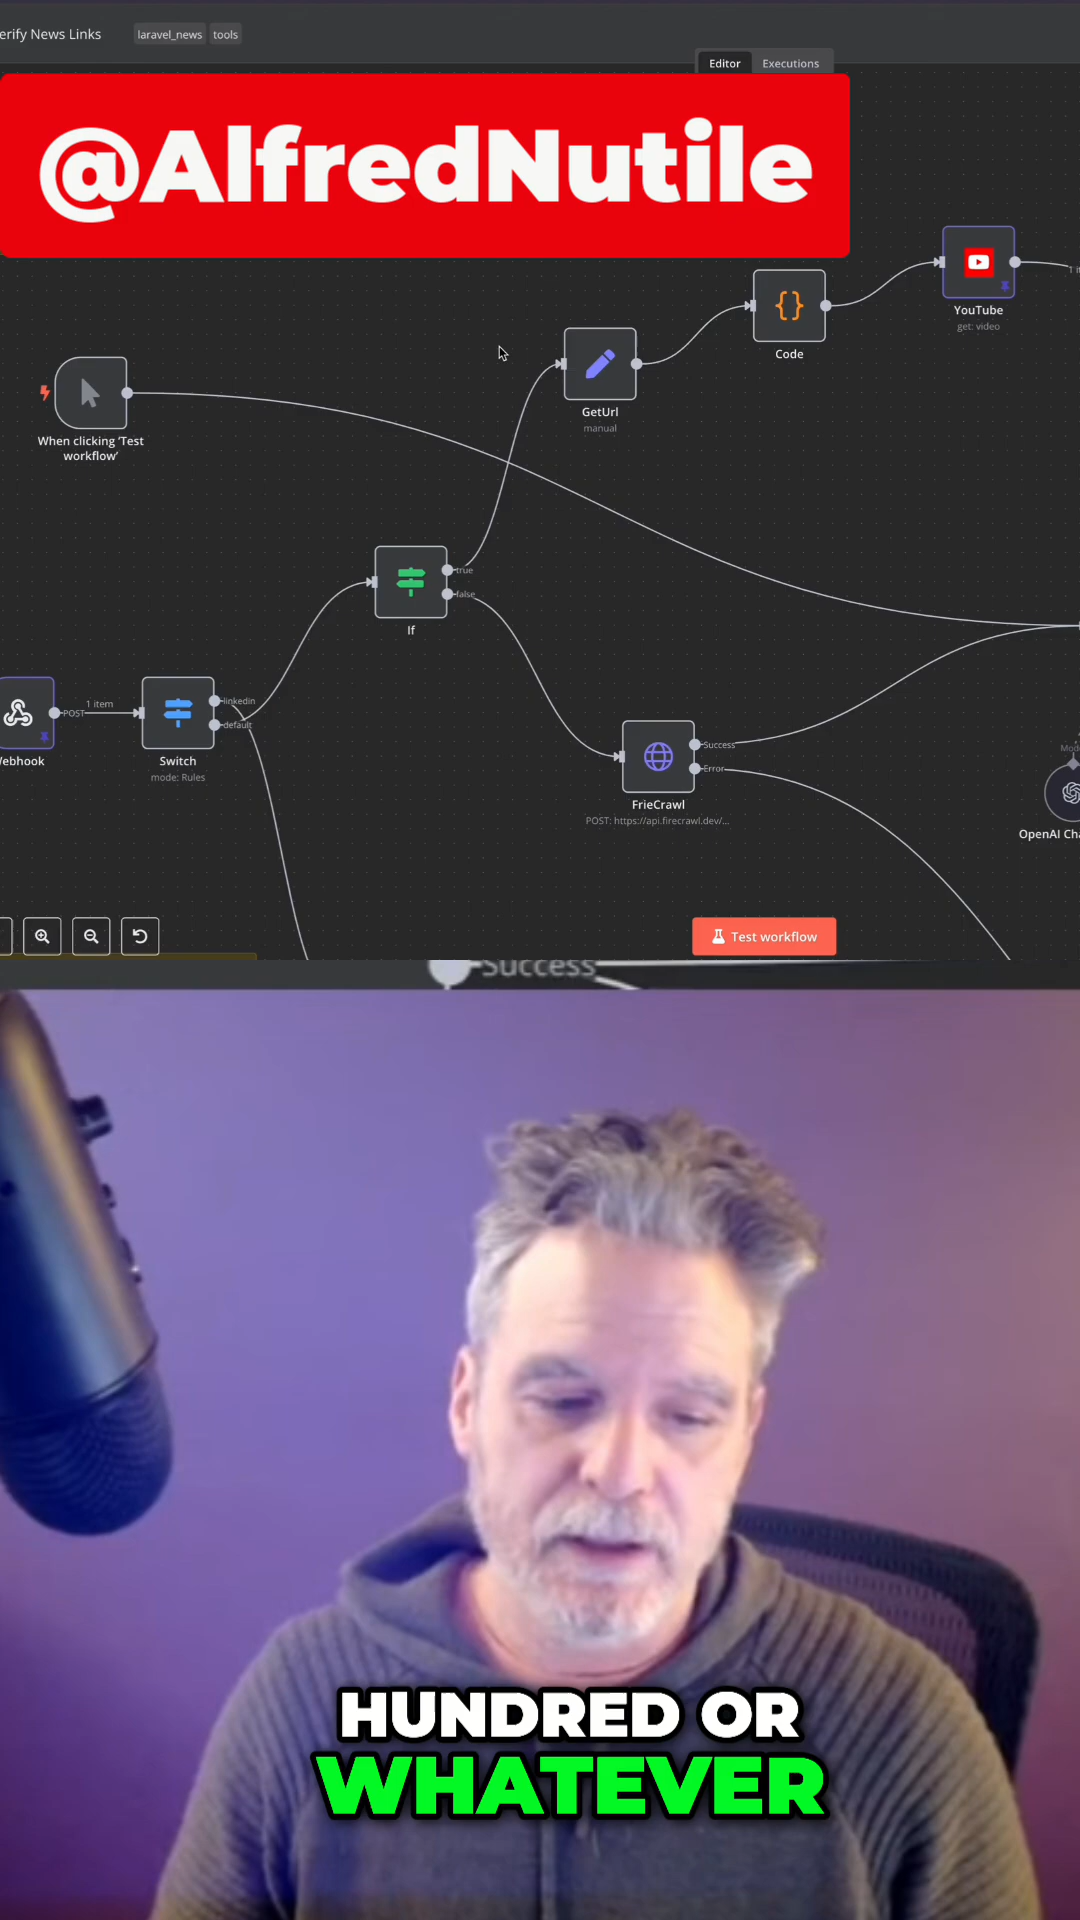 erify News Links
laravel_news
tools
Editor
Executions
@AlfredNutile
YouTube
get: video
{}
Code
GetUrl
manual
When clicking 'Test
workflow'
true
false
If
1 item
POST
linkedin
default
ebhook
Switch
mode: Rules
Success
Error
FrieCrawl
POST: https://api.firecrawl.dev/...
OpenAI Cha
Test workflow
Success
HUNDRED OR
WHATEVER